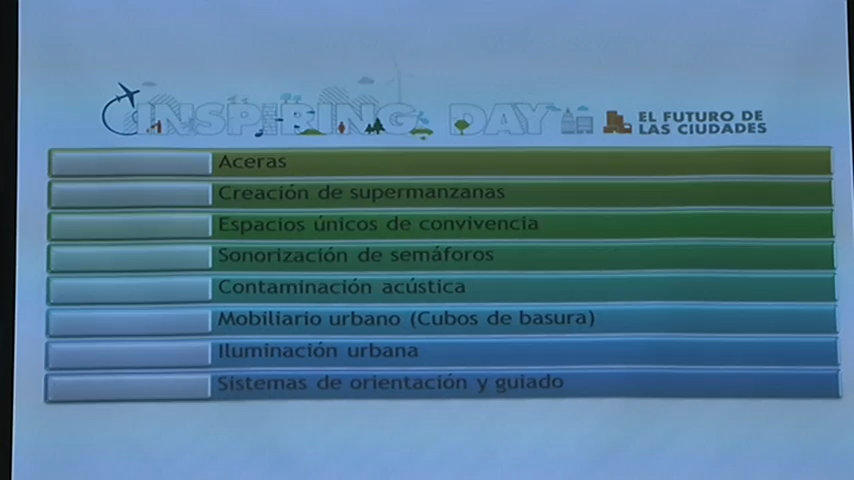 INSPIRING DAY
EL FUTURO DE
LAS CIUDADES
Aceras
Creación de supermanzanas
Espacios únicos de convivencia
Sonorización de semáforos
Contaminación acústica
Mobiliario urbano (Cubos de basura)
Iluminación urbana
Sistemas de orientación y guiado